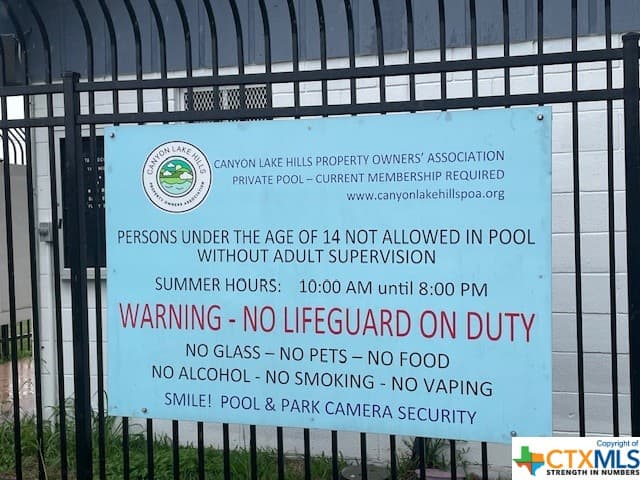 CANYON LAKE HILLS
PROPERTY OWNERS ASSOCIATION
CANYON LAKE HILLS PROPERTY OWNERS' ASSOCIATION
PRIVATE POOL – CURRENT MEMBERSHIP REQUIRED
www.canyonlakehillspoa.org
PERSONS UNDER THE AGE OF 14 NOT ALLOWED IN POOL
WITHOUT ADULT SUPERVISION
SUMMER HOURS: 10:00 AM until 8:00 PM
WARNING - NO LIFEGUARD ON DUTY
NO GLASS – NO PETS – NO FOOD
NO ALCOHOL - NO SMOKING - NO VAPING
SMILE! POOL & PARK CAMERA SECURITY
Copyright of
CTXMLS
STRENGTH IN NUMBERS